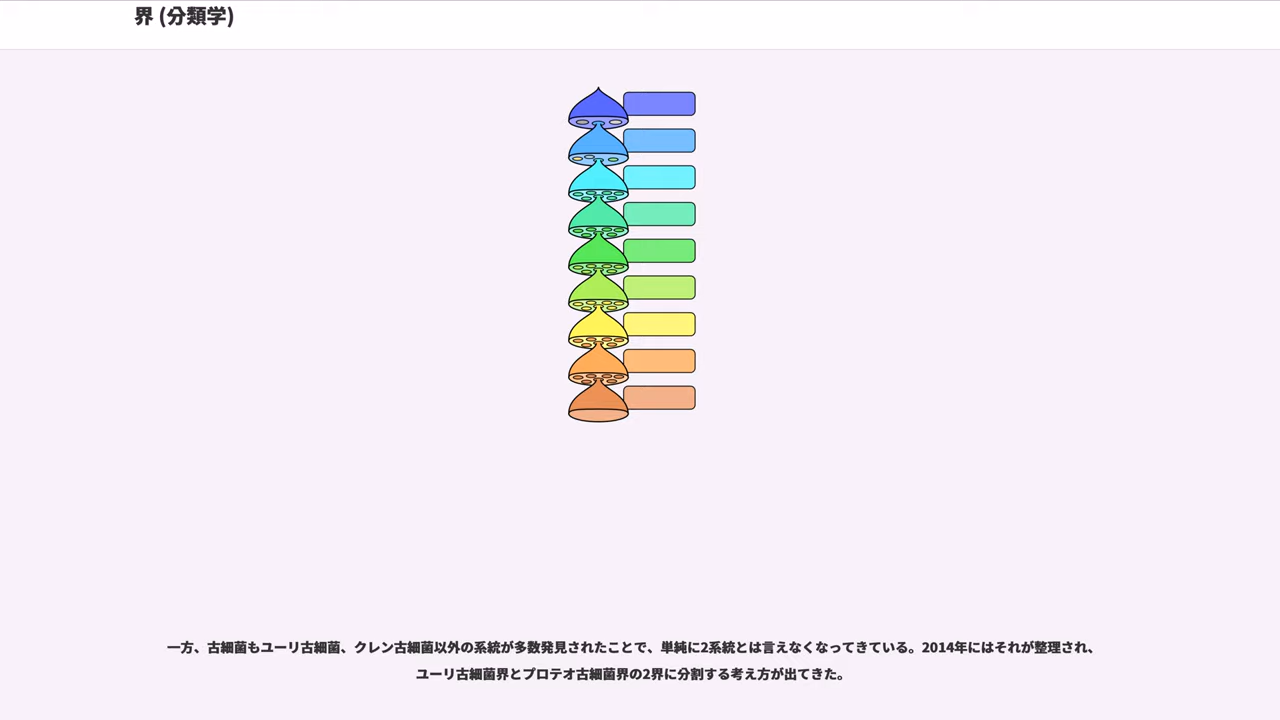 界 (分類学)
一方、古細菌もユーリ古細菌、クレン古細菌以外の系統が多数発見されたことで、単純に2系統とは言えなくなってきている。2014年にはそれが整理され、
ユーリ古細菌界とプロテオ古細菌界の2界に分割する考え方が出てきた。